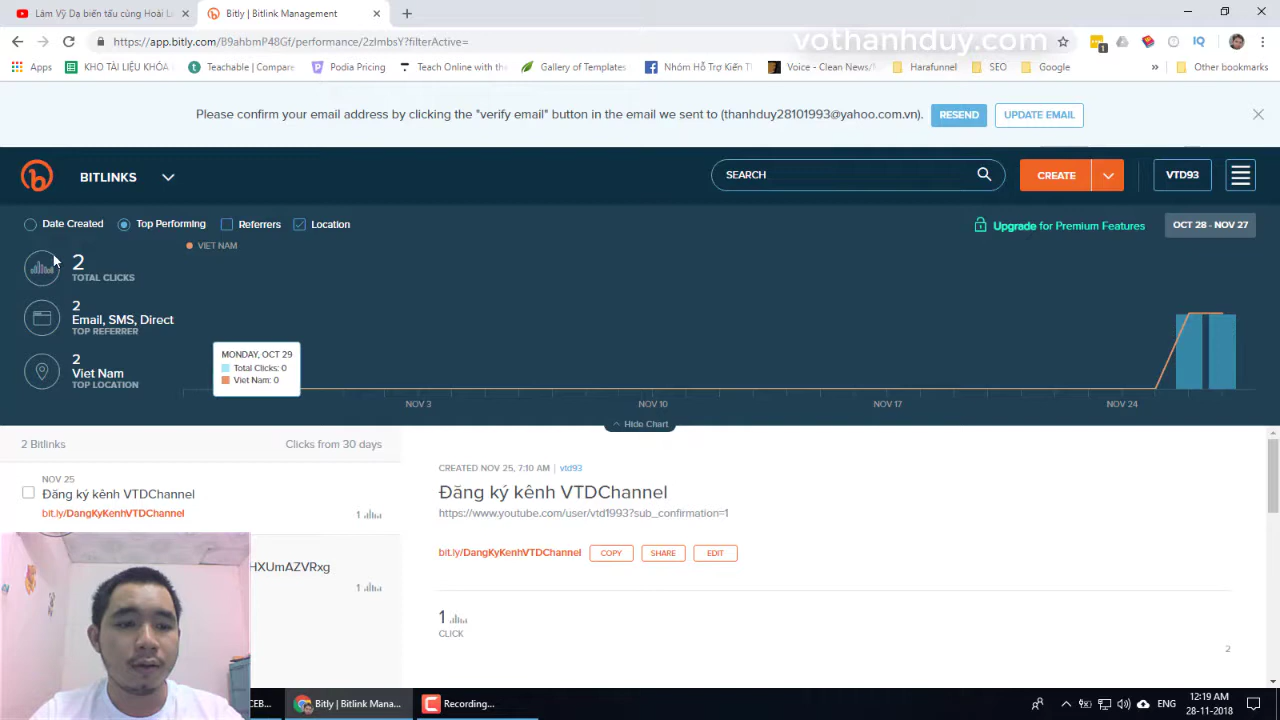 Lâm Vỹ Dạ biến tấu cùng Hoài Li
Bitly | Bitlink Management
https://app.bitly.com/B9ahbmP48Gf/performance/2zImbsY?filterActive=
vothanhduy.com
Apps
KHO TÀI LIỆU KHÓA
Teachable | Compare
Podia Pricing
Teach Online with the
Gallery of Templates
Nhóm Hỗ Trợ Kiến T
Voice - Clean News/
Harafunnel
SEO
Google
»
Other bookmarks
Please confirm your email address by clicking the "verify email" button in the email we sent to (thanhduy28101993@yahoo.com.vn).
RESEND
UPDATE EMAIL
BITLINKS
SEARCH
CREATE
VTD93
Date Created
Top Performing
Referrers
Location
Upgrade for Premium Features
OCT 28 - NOV 27
VIET NAM
2
TOTAL CLICKS
2
Email, SMS, Direct
TOP REFERRER
2
Viet Nam
TOP LOCATION
MONDAY, OCT 29
Total Clicks: 0
Viet Nam: 0
NOV 3
NOV 10
NOV 17
NOV 24
Hide Chart
2 Bitlinks
Clicks from 30 days
NOV 25
Đăng ký kênh VTDChannel
bit.ly/DangKyKenhVTDChannel
1
HXUmAZVRxg
1
CREATED NOV 25, 7:10 AM | vtd93
Đăng ký kênh VTDChannel
https://www.youtube.com/user/vtd1993?sub_confirmation=1
bit.ly/DangKyKenhVTDChannel
COPY
SHARE
EDIT
1
CLICK
2
CEB...
Bitly | Bitlink Mana...
Recording...
ENG
12:19 AM
28-11-2018